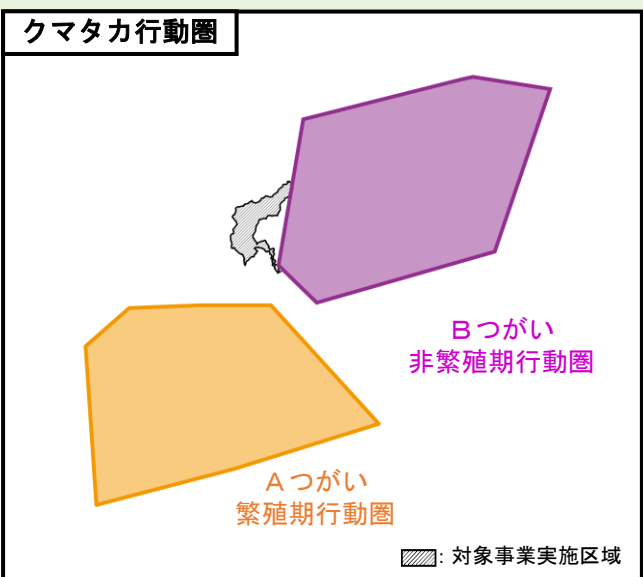 クマタカ行動圏
Bつがい
非繁殖期行動圏
Aつがい
繁殖期行動圏
: 対象事業実施区域